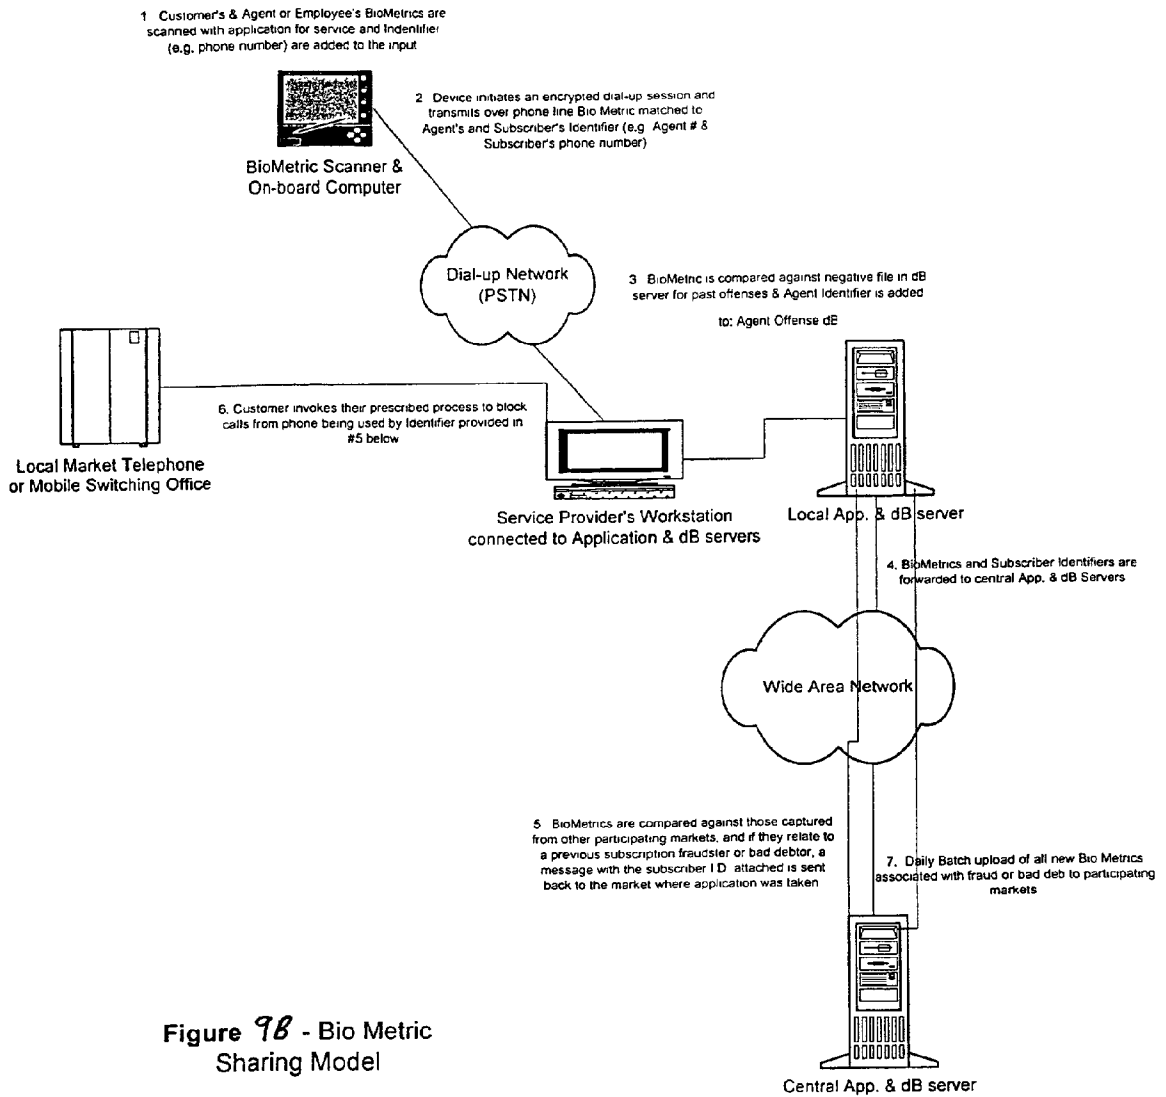 1 Customer's & Agent or Employee's BioMetrics are
scanned with application for service and Indentifier
(e.g. phone number) are added to the input
2 Device initiates an encrypted dial-up session and
transmits over phone line Bio Metric matched to
Agent's and Subscriber's Identifier (e.g Agent # &
Subscriber's phone number)
BioMetric Scanner &
On-board Computer
Dial-up Network
(PSTN)
3 BioMetric is compared against negative file in dB
server for past offenses & Agent Identifier is added
to: Agent Offense dB
6. Customer invokes their prescribed process to block
calls from phone being used by Identifier provided in
#5 below
Local Market Telephone
or Mobile Switching Office
Service Provider's Workstation
connected to Application & dB servers
Local App. & dB server
4. BioMetrics and Subscriber Identifiers are
forwarded to central App. & dB Servers
Wide Area Network
5 BioMetrics are compared against those captured
from other participating markets, and if they relate to
a previous subscription fraudster or bad debtor, a
message with the subscriber I D attached is sent
back to the market where application was taken
7. Daily Batch upload of all new Bio Metrics
associated with fraud or bad deb to participating
markets
Figure 9B - Bio Metric
Sharing Model
Central App. & dB server